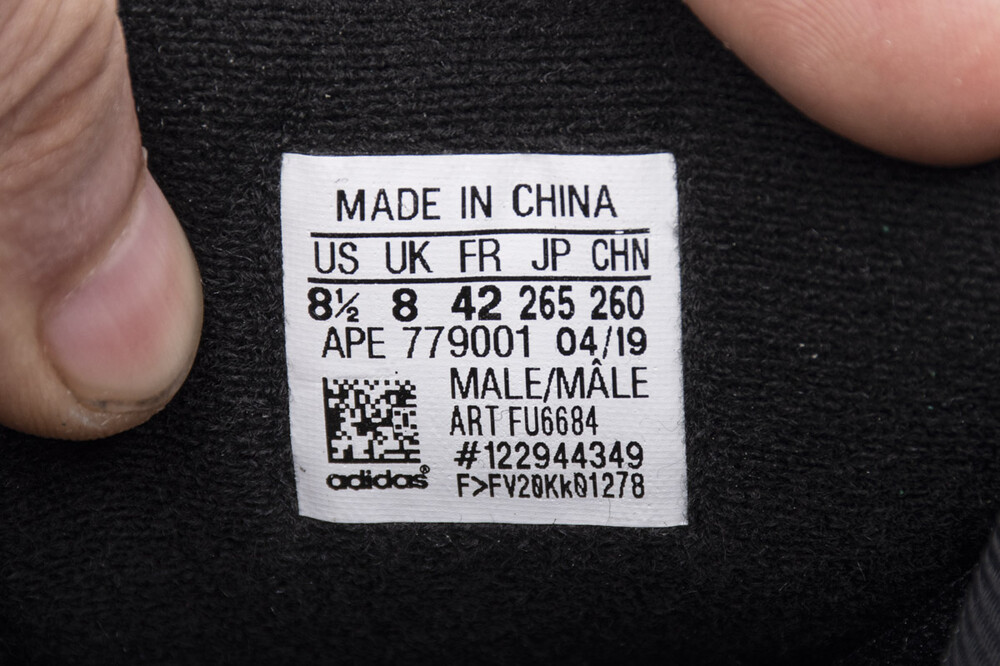 MADE IN CHINA
US UK FR JP CHN
8½ 8 42 265 260
APE 779001 04/19
MALE/MÂLE
ART FU6684
#122944349
adidas® F>FV20Kk01278